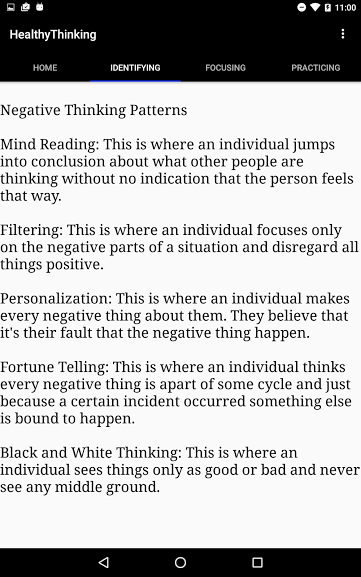 11:00
HealthyThinking
HOME IDENTIFYING FOCUSING PRACTICING
Negative Thinking Patterns
Mind Reading: This is where an individual jumps
into conclusion about what other people are
thinking without no indication that the person feels
that way.
Filtering: This is where an individual focuses only
on the negative parts of a situation and disregard all
things positive.
Personalization: This is where an individual makes
every negative thing about them. They believe that
it's their fault that the negative thing happen.
Fortune Telling: This is where an individual thinks
every negative thing is apart of some cycle and just
because a certain incident occurred something else
is bound to happen.
Black and White Thinking: This is where an
individual sees things only as good or bad and never
see any middle ground.